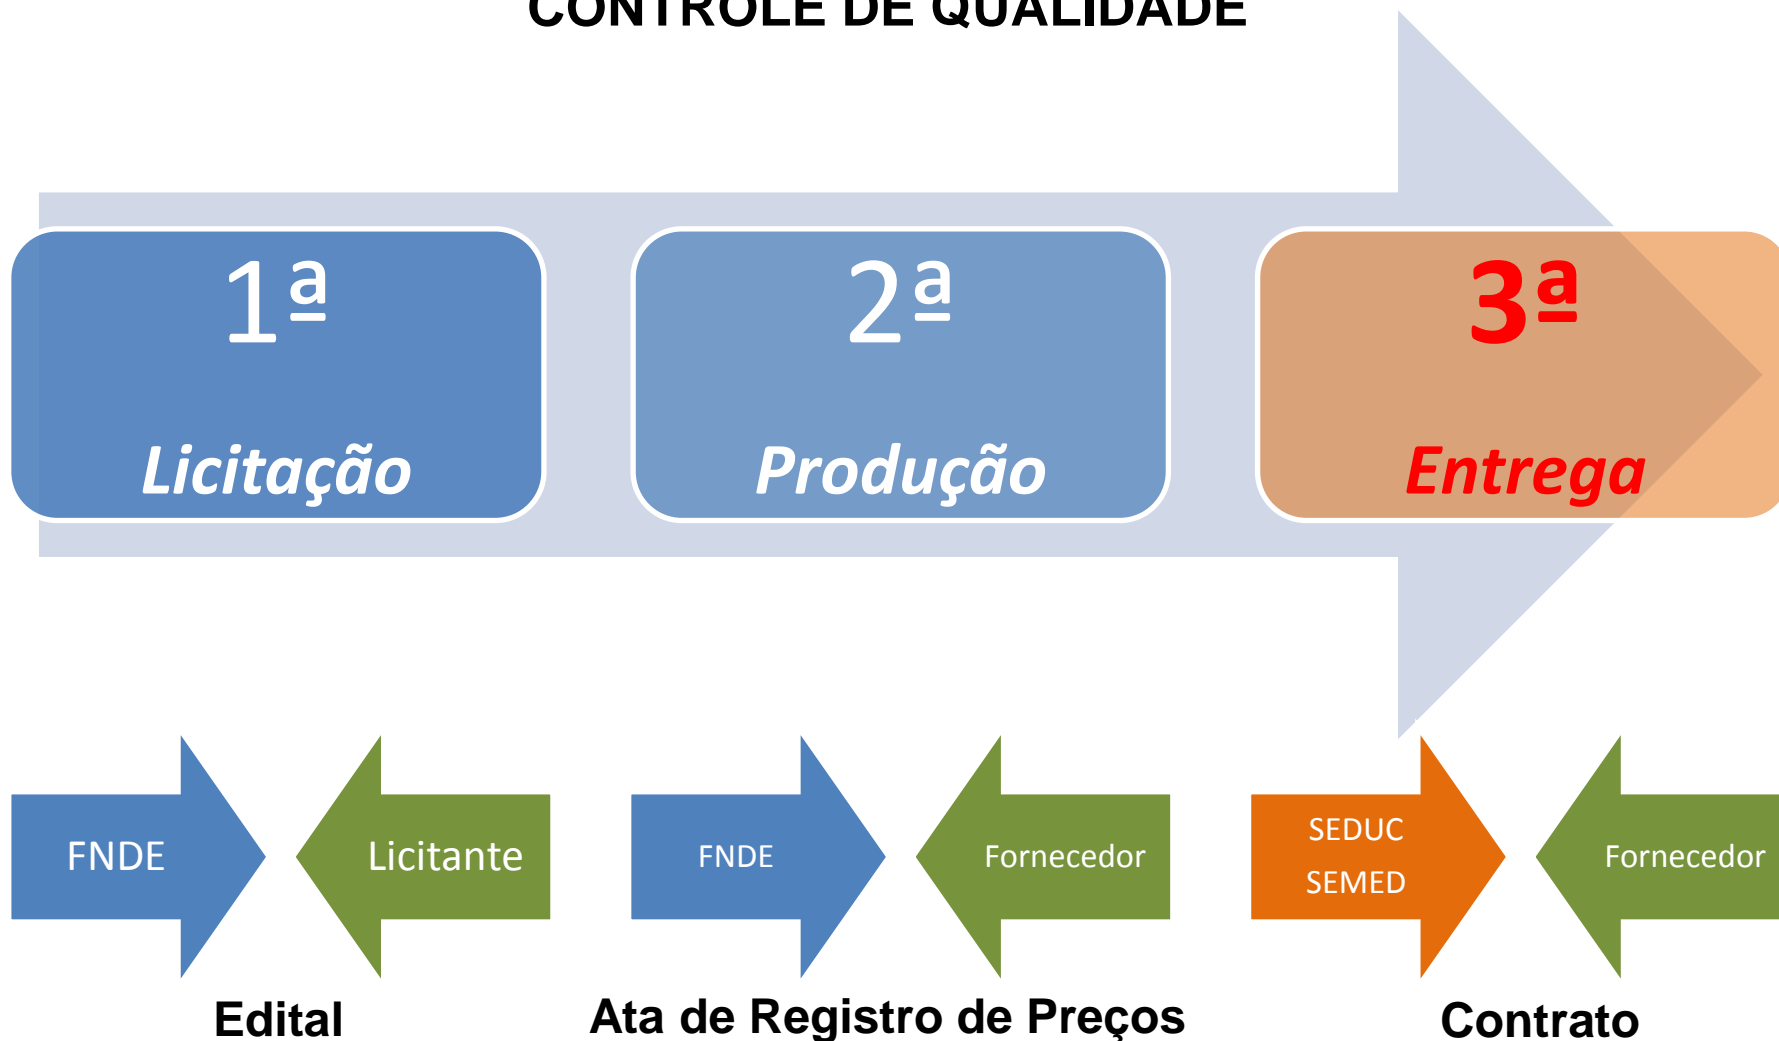 CONTROLE DE QUALIDADE
1ª
2ª
3ª
Licitação
Produção
Entrega
FNDE
Licitante
FNDE
Fornecedor
SEDUC
SEMED
Fornecedor
Edital
Ata de Registro de Preços
Contrato